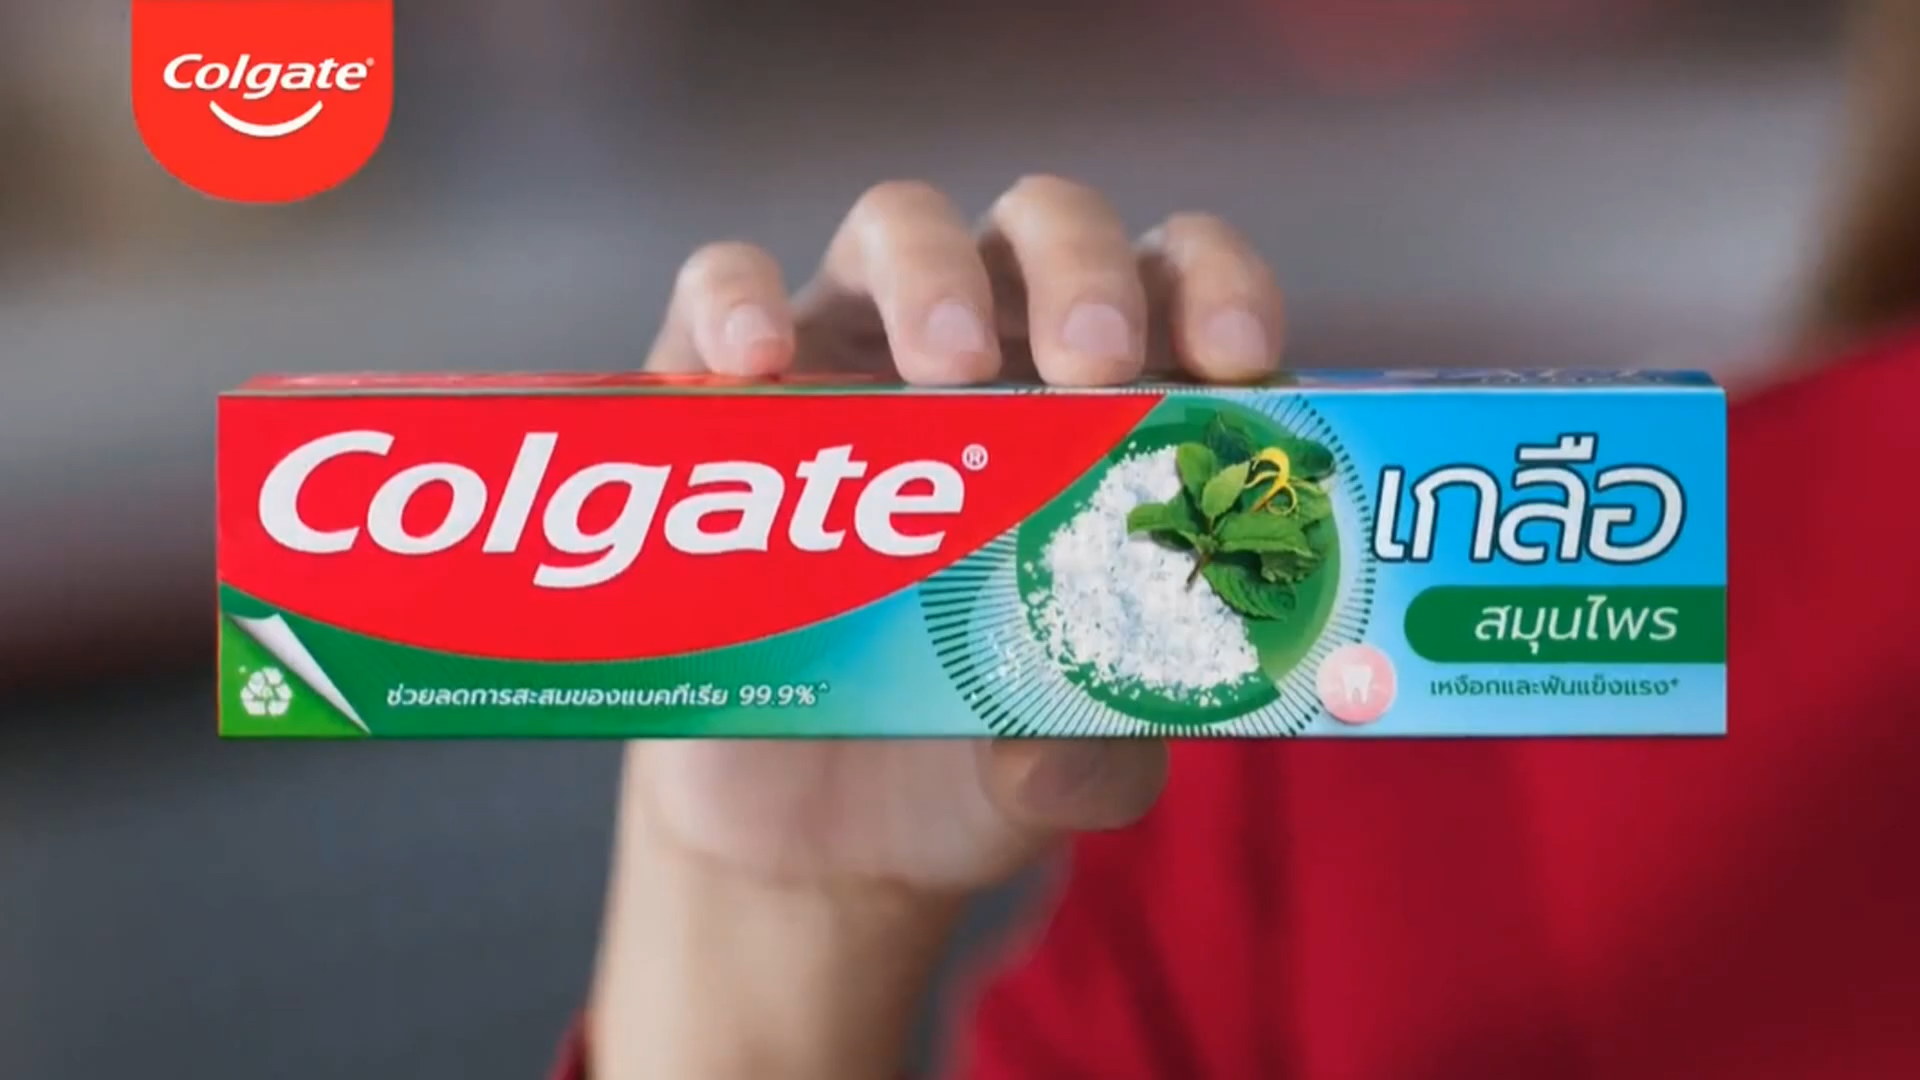 Colgate
Colgate®
เกลือ
สมุนไพร
เหงือกและฟันแข็งแรง*
ช่วยลดการสะสมของแบคทีเรีย 99.9%^